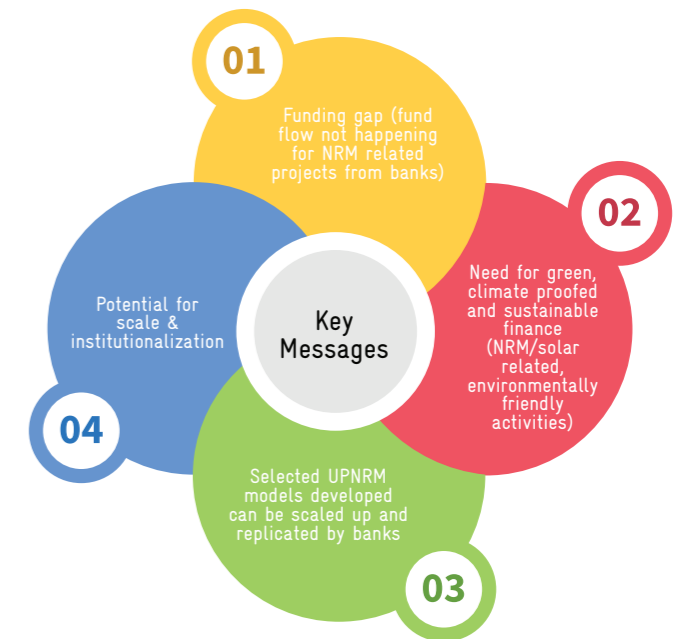 01
Funding gap (fund
flow not happening
for NRM related
projects from banks)
02
Need for green,
climate proofed
and sustainable
finance
(NRM/solar
related,
environmentally
friendly
activities)
Key
Messages
Potential for
scale &
institutionalization
04
Selected UPNRM
models developed
can be scaled up and
replicated by banks
03